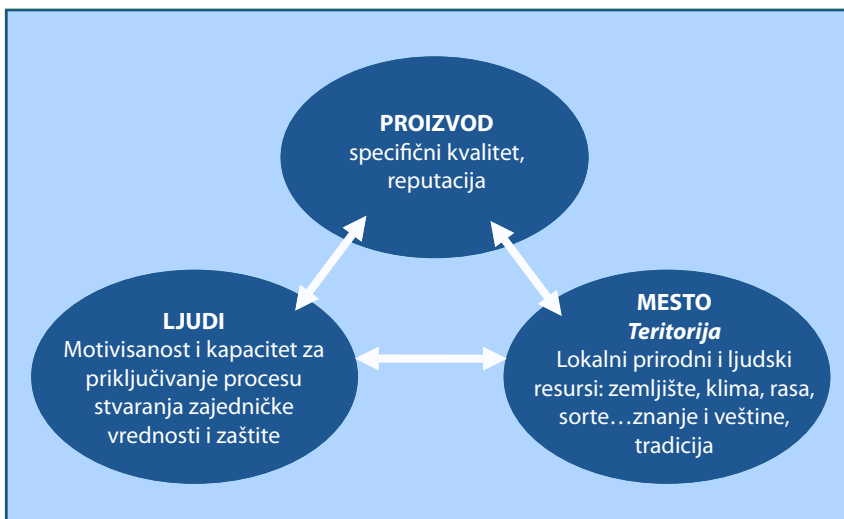 PROIZVOD
specifični kvalitet,
reputacija
LJUDI
Motivisanost i kapacitet za
priključivanje procesu
stvaranja zajedničke
vrednosti i zaštite
MESTO
Teritorija
Lokalni prirodni i ljudski
resursi: zemljište, klima, rasa,
sorte…znanje i veštine,
tradicija